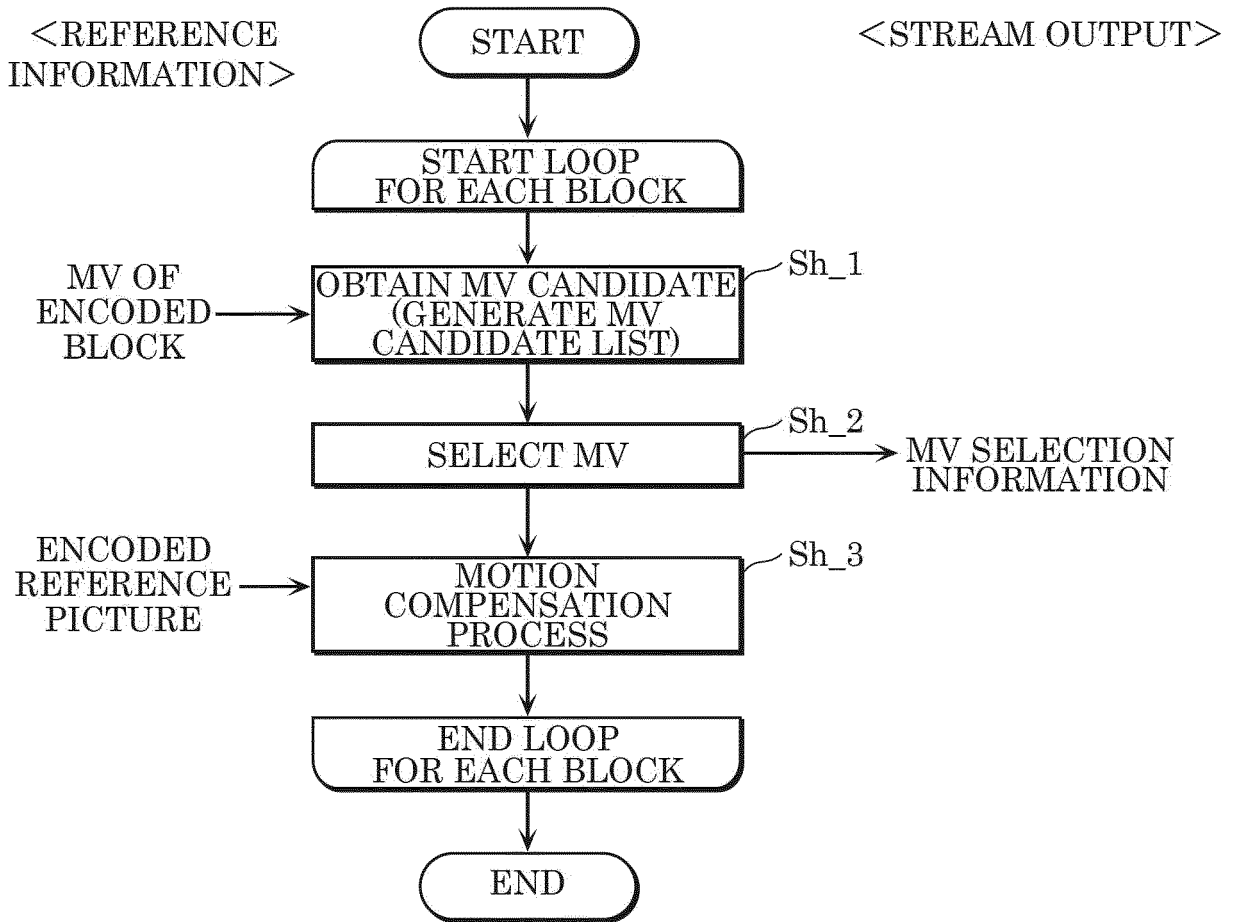 <REFERENCE
INFORMATION>
START
<STREAM OUTPUT>
START LOOP
FOR EACH BLOCK
MV OF
ENCODED
BLOCK
OBTAIN MV CANDIDATE
(GENERATE MV
CANDIDATE LIST)
Sh_1
SELECT MV
Sh_2
MV SELECTION
INFORMATION
ENCODED
REFERENCE
PICTURE
MOTION
COMPENSATION
PROCESS
Sh_3
END LOOP
FOR EACH BLOCK
END